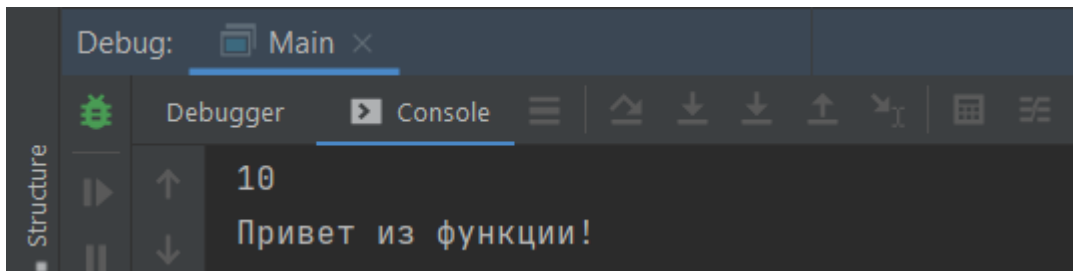 Debug: Main
Debugger Console
Structure
10
Привет из функции!